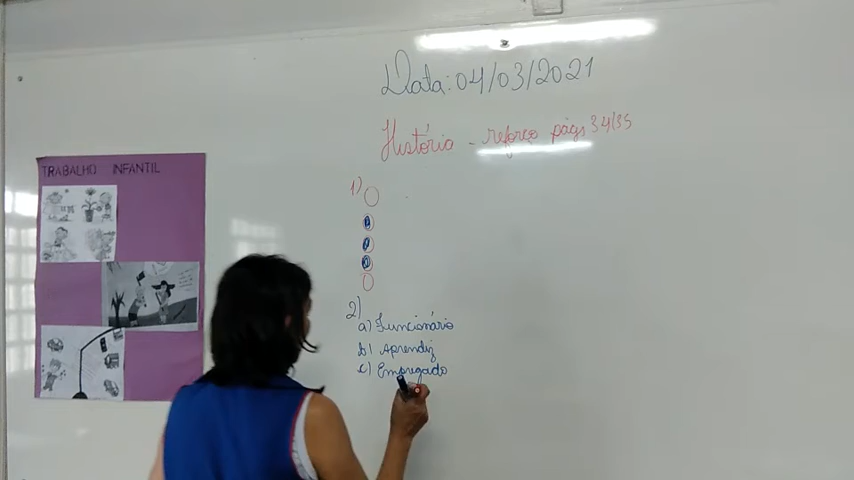 Data: 04/03/2021
História - reforço págs 34/35
TRABALHO INFANTIL
1)
2)
a) Funcionário
b) Aprendiz
c) Empregado